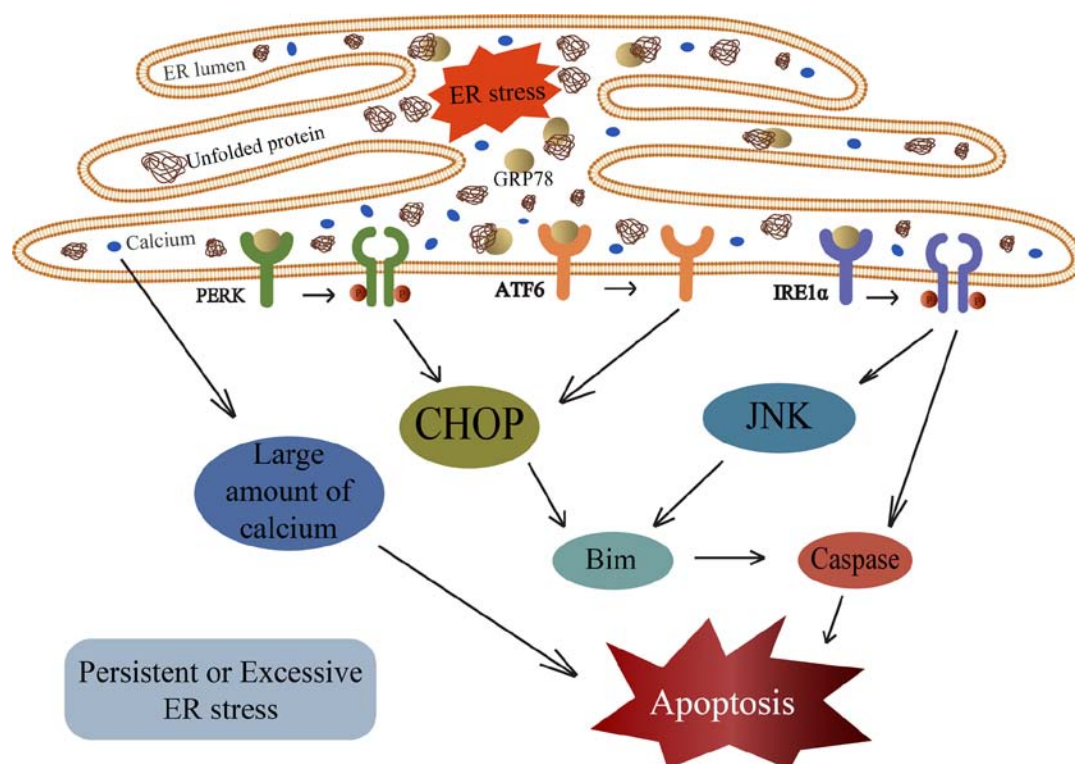 ER lumen
ER stress
Unfolded protein
GRP78
Calcium
PERK
ATF6
IRE1α
CHOP
JNK
Large
amount of
calcium
Bim
Caspase
Persistent or Excessive
ER stress
Apoptosis